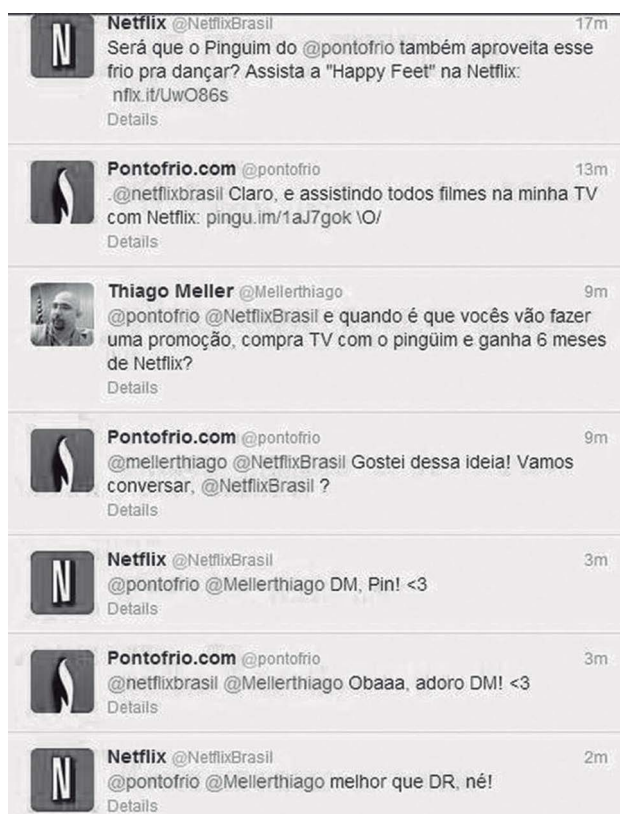 Netflix @NetflixBrasil 17m
Será que o Pinguim do @pontofrio também aproveita esse
frio pra dançar? Assista a "Happy Feet" na Netflix:
nflx.it/UwO86s
Details
Pontofrio.com @pontofrio 13m
.@netflixbrasil Claro, e assistindo todos filmes na minha TV
com Netflix: pingu.im/1aJ7gok \O/
Details
Thiago Meller @Mellerthiago 9m
@pontofrio @NetflixBrasil e quando é que vocês vão fazer
uma promoção, compra TV com o pingüim e ganha 6 meses
de Netflix?
Details
Pontofrio.com @pontofrio 9m
@mellerthiago @NetflixBrasil Gostei dessa ideia! Vamos
conversar, @NetflixBrasil ?
Details
Netflix @NetflixBrasil 3m
@pontofrio @Mellerthiago DM, Pin! <3
Details
Pontofrio.com @pontofrio 3m
@netflixbrasil @Mellerthiago Obaaa, adoro DM! <3
Details
Netflix @NetflixBrasil 2m
@pontofrio @Mellerthiago melhor que DR, né!
Details